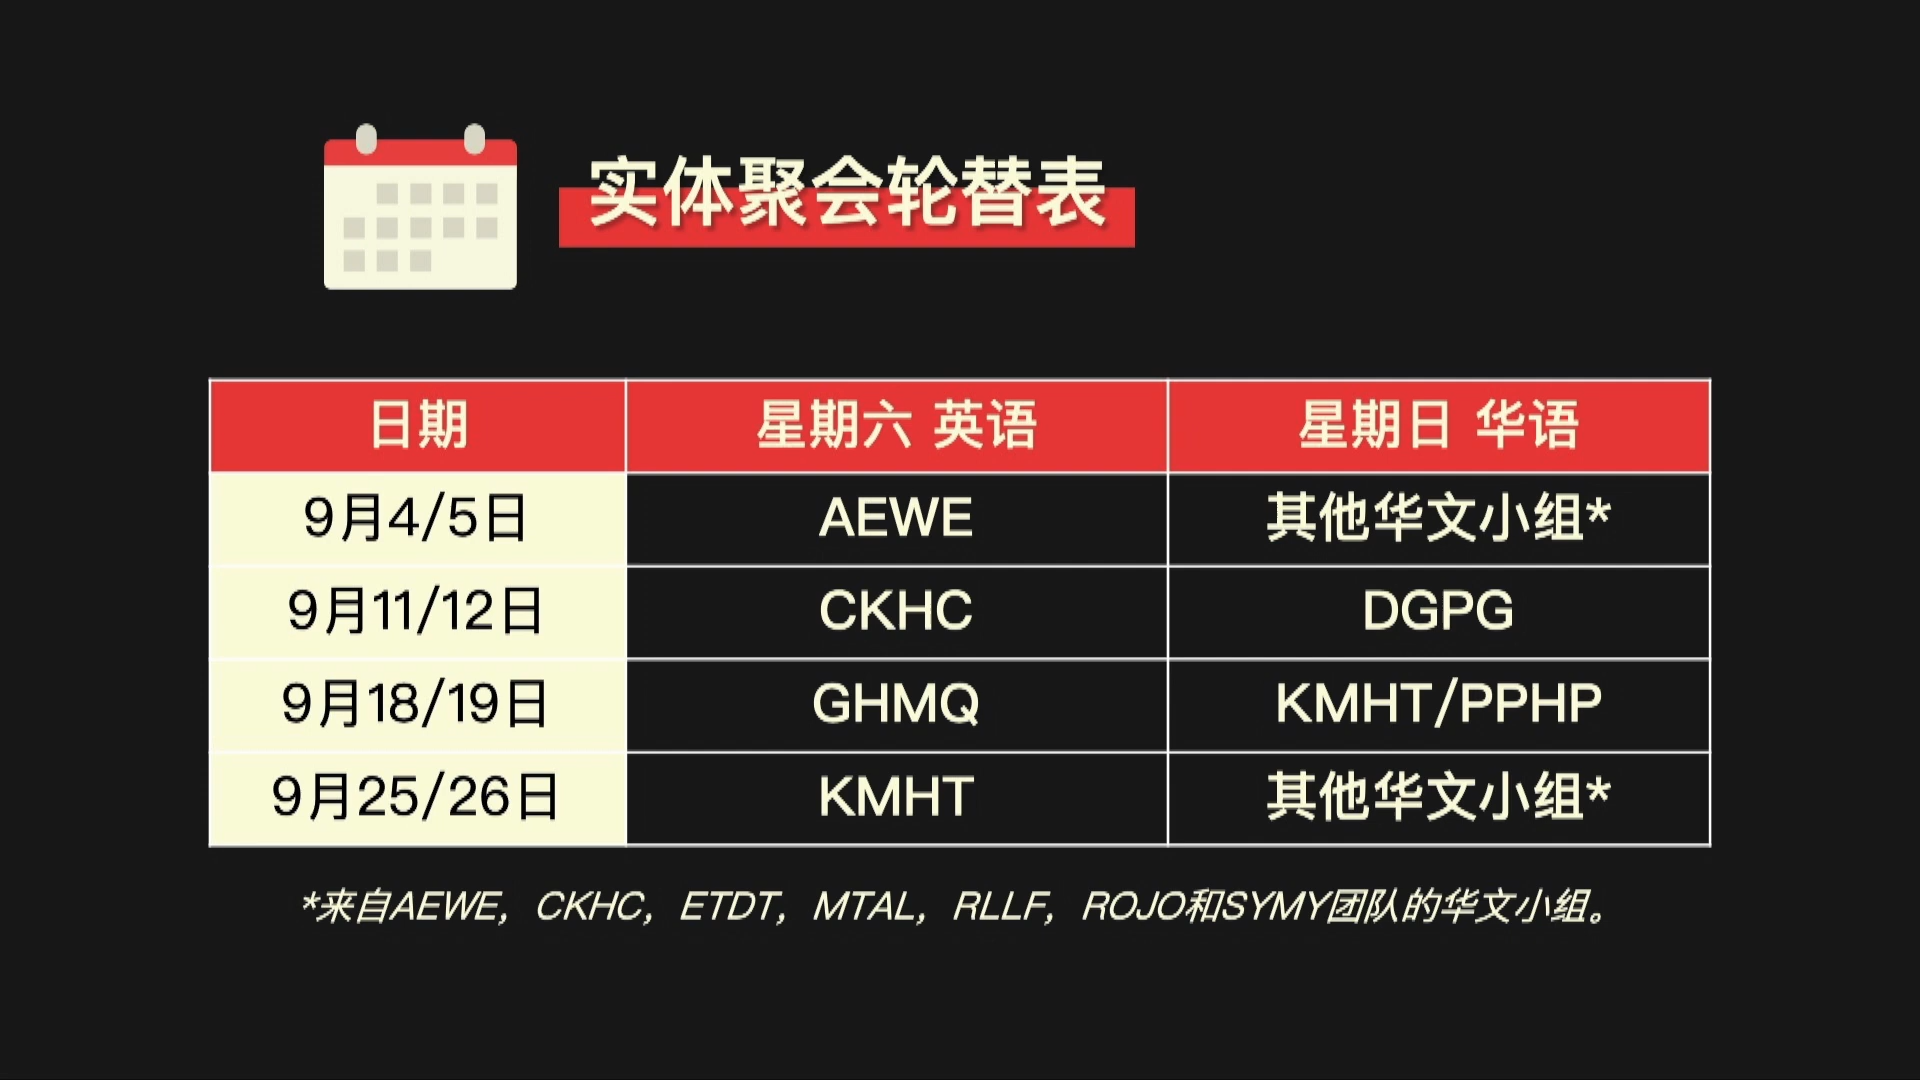 实体聚会轮替表
日期 星期六 英语 星期日 华语
9月4/5日 AEWE 其他华文小组*
9月11/12日 CKHC DGPG
9月18/19日 GHMQ KMHT/PPHP
9月25/26日 KMHT 其他华文小组*
*来自AEWE，CKHC，ETDT，MTAL，RLLF，ROJO和SYMY团队的华文小组。